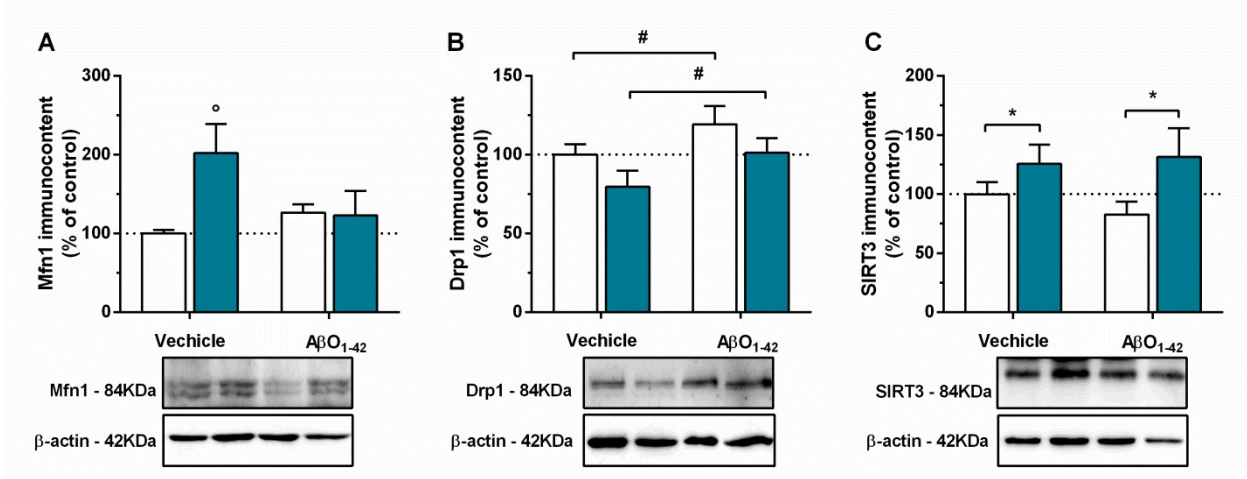 A
Mfn1 immunocontent
(% of control)
300
200
100
0
°
Vechicle
AβO1-42
Mfn1 - 84KDa
β-actin - 42KDa
B
Drp1 immunocontent
(% of control)
150
100
50
0
#
#
Vechicle
AβO1-42
Drp1 - 84KDa
β-actin - 42KDa
C
SIRT3 immunocontent
(% of control)
200
150
100
50
0
*
*
Vechicle
AβO1-42
SIRT3 - 84KDa
β-actin - 42KDa